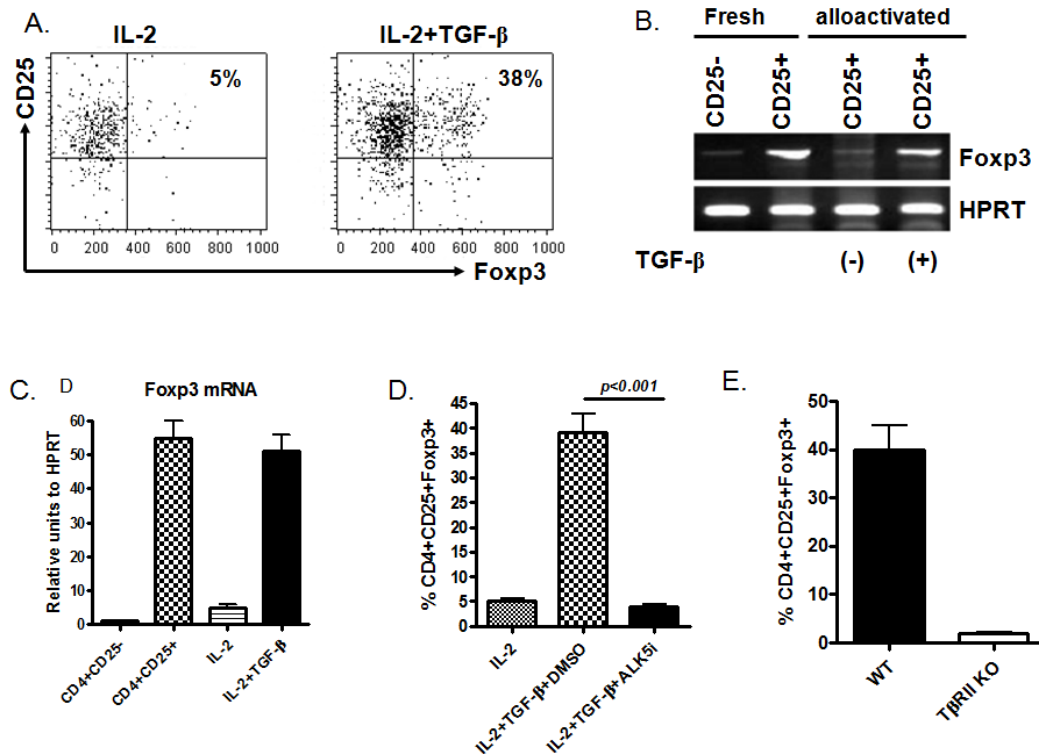 A.
IL-2
IL-2+TGF-β
CD25
5%
38%
0 200 400 600 800 1000
0 200 400 600 800 1000
Foxp3
B.
Fresh
alloactivated
CD25-
CD25+
CD25+
CD25+
Foxp3
HPRT
TGF-β
(-)
(+)
C.
D
Foxp3 mRNA
Relative units to HPRT
60
50
40
30
20
10
0
CD4+CD25-
CD4+CD25+
IL-2
IL-2+TGF-β
D.
p<0.001
% CD4+CD25+Foxp3+
45
40
35
30
25
20
15
10
5
0
IL-2
IL-2+TGF-β+DMSO
IL-2+TGF-β+ALK5i
E.
% CD4+CD25+Foxp3+
50
40
30
20
10
0
WT
TβRII KO